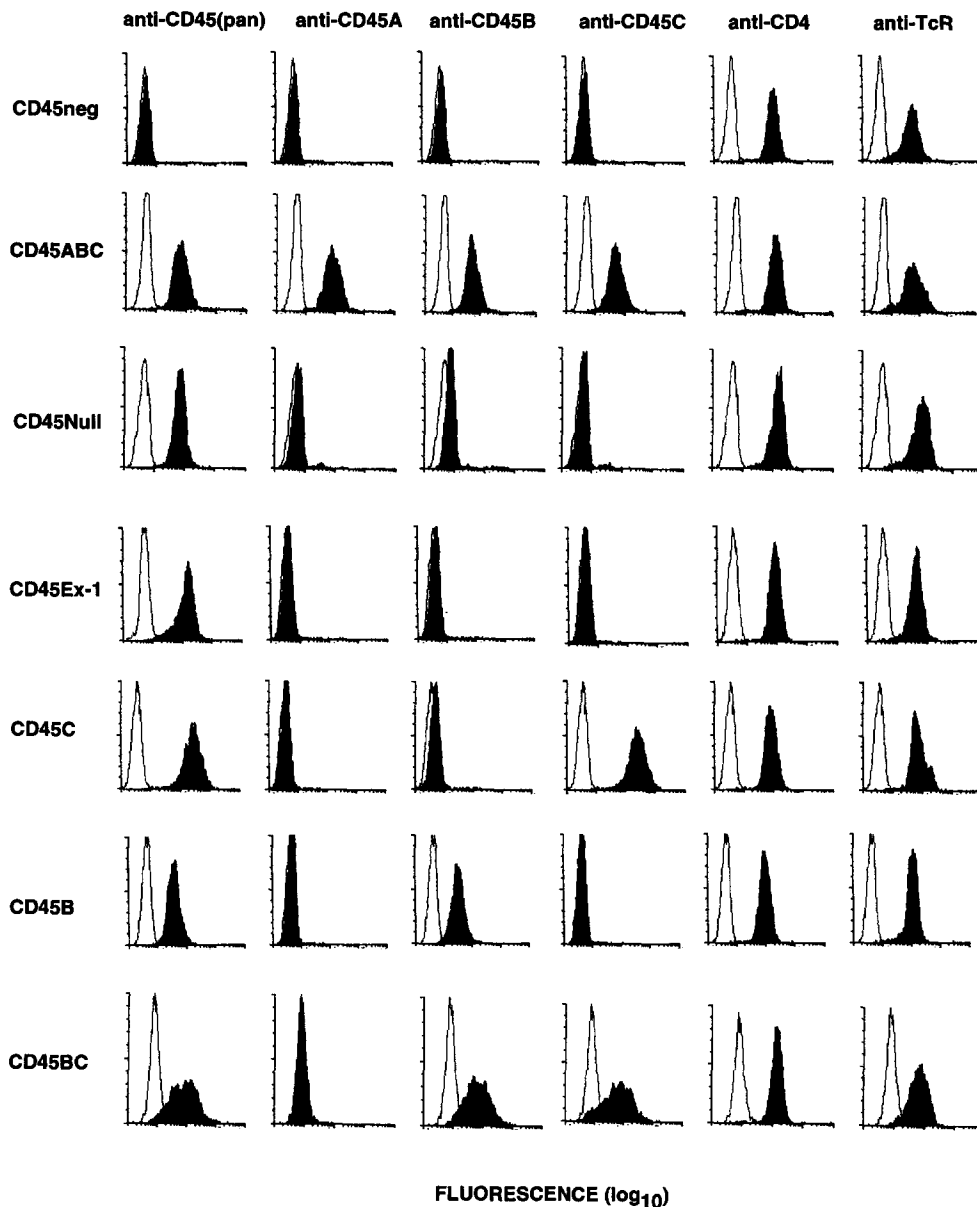 anti-CD45(pan) anti-CD45A anti-CD45B anti-CD45C anti-CD4 anti-TcR
CD45neg
CD45ABC
CD45Null
CD45Ex-1
CD45C
CD45B
CD45BC
FLUORESCENCE (log10)